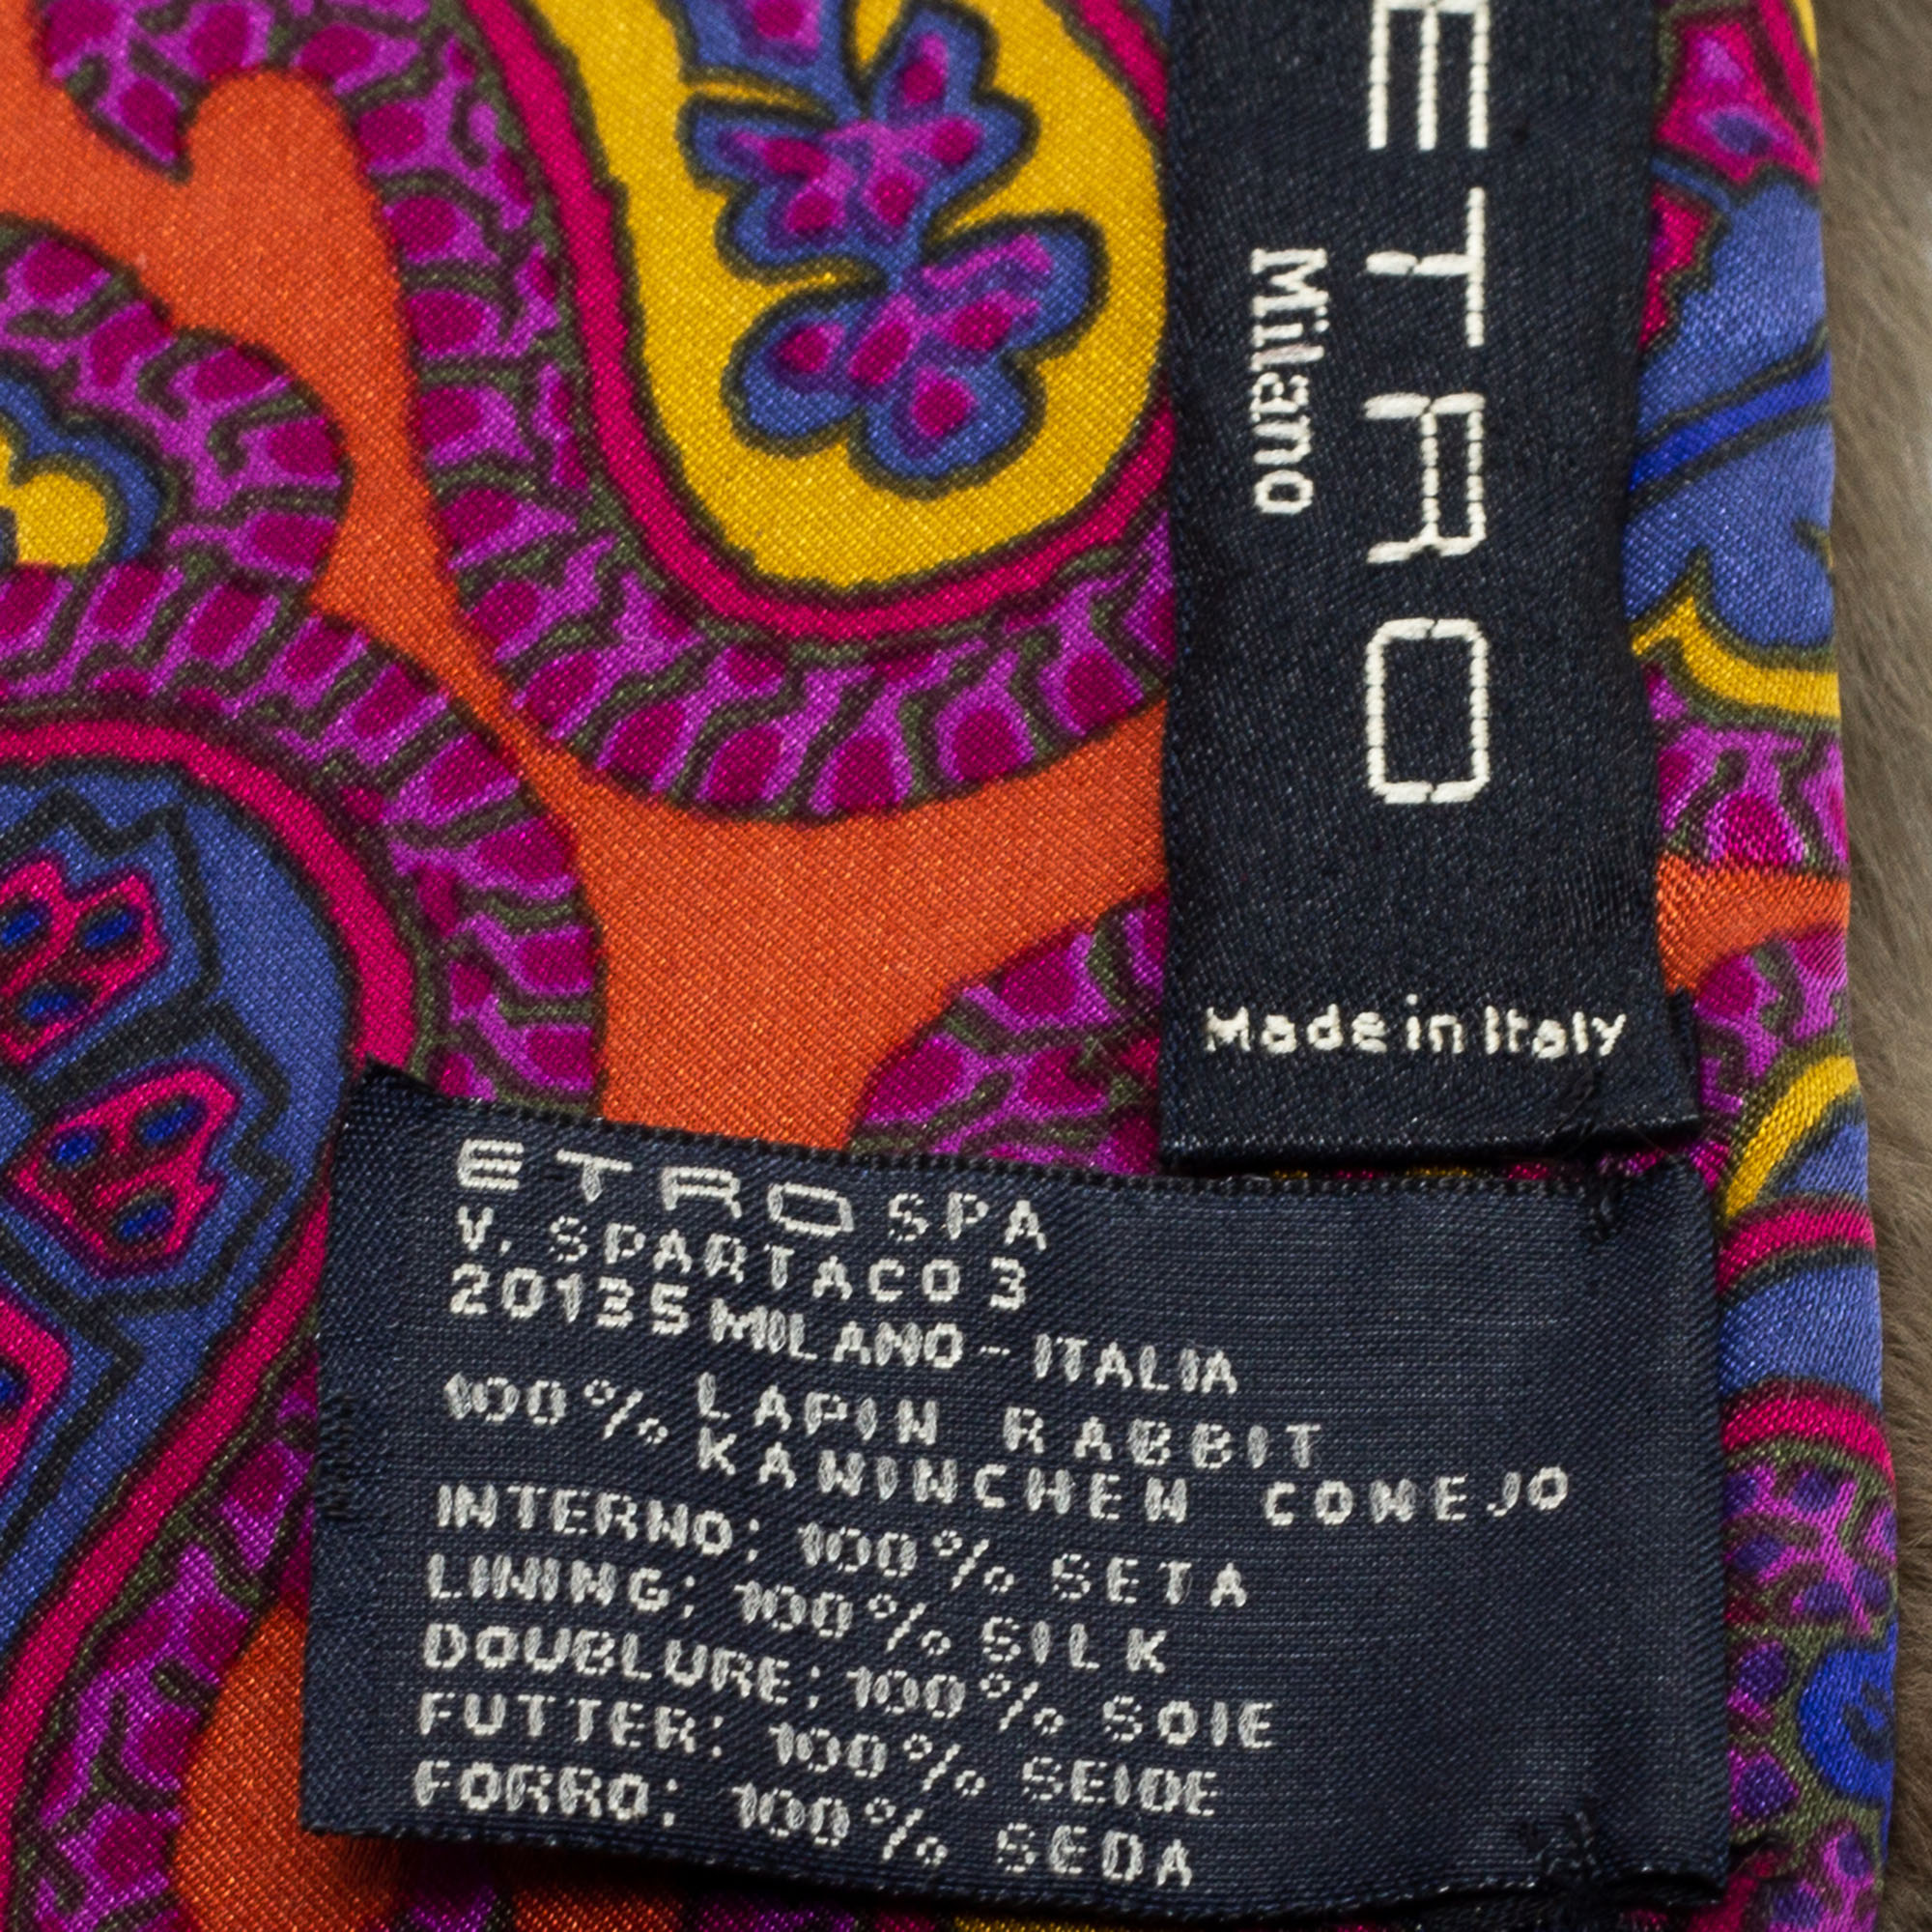 ETRO
Milano
Made in Italy
ETRO SPA
V. SPARTACO 3
20135 MILANO - ITALIA
100% LAPIN RABBIT
KANINCHEN CONEJO
INTERNO: 100% SETA
LINING: 100% SILK
DOUBLURE: 100% SOIE
FUTTER: 100% SEIDE
FORRO: 100% SEDA